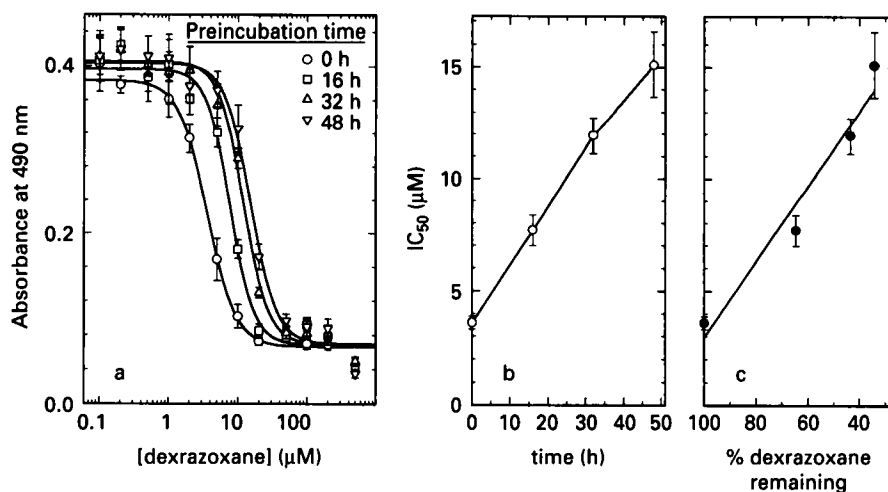 Preincubation time
0 h
16 h
32 h
48 h
Absorbance at 490 nm
0.4
0.2
0.0
a
0.1
1
10
100
[dexrazoxane] (μM)
IC50 (μM)
15
10
5
0
b
0 10 20 30 40 50
time (h)
c
100 80 60 40
% dexrazoxane
remaining